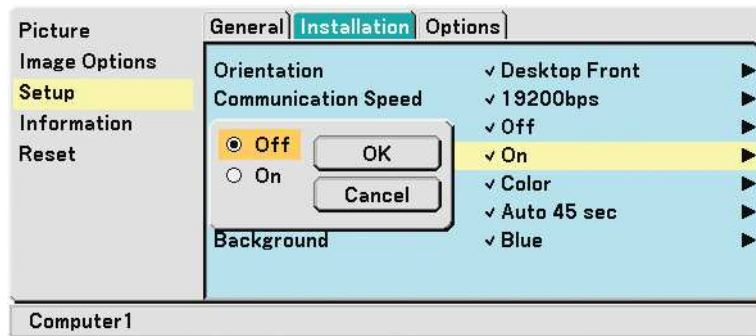 Picture
Image Options
Setup
Information
Reset
General Installation Options
Orientation ✓ Desktop Front ▶
Communication Speed ✓ 19200bps ▶
✓ Off ▶
✓ On ▶
✓ Color ▶
✓ Auto 45 sec ▶
Background ✓ Blue ▶
Off
On
OK
Cancel
Computer1